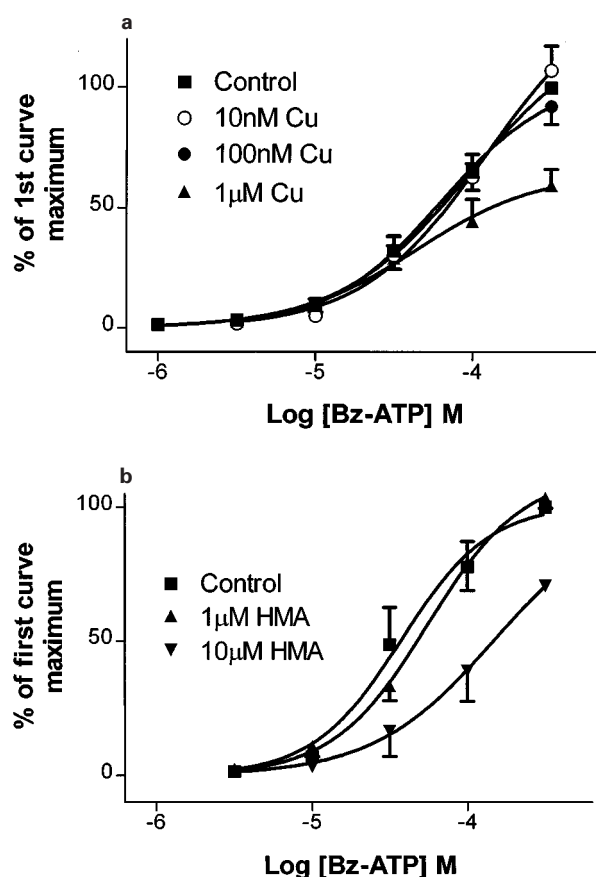 a
% of 1st curve
maximum
100
50
0
Control
10nM Cu
100nM Cu
1μM Cu
-6
-5
-4
Log [Bz-ATP] M
b
% of first curve
maximum
100
50
0
Control
1μM HMA
10μM HMA
-6
-5
-4
Log [Bz-ATP] M